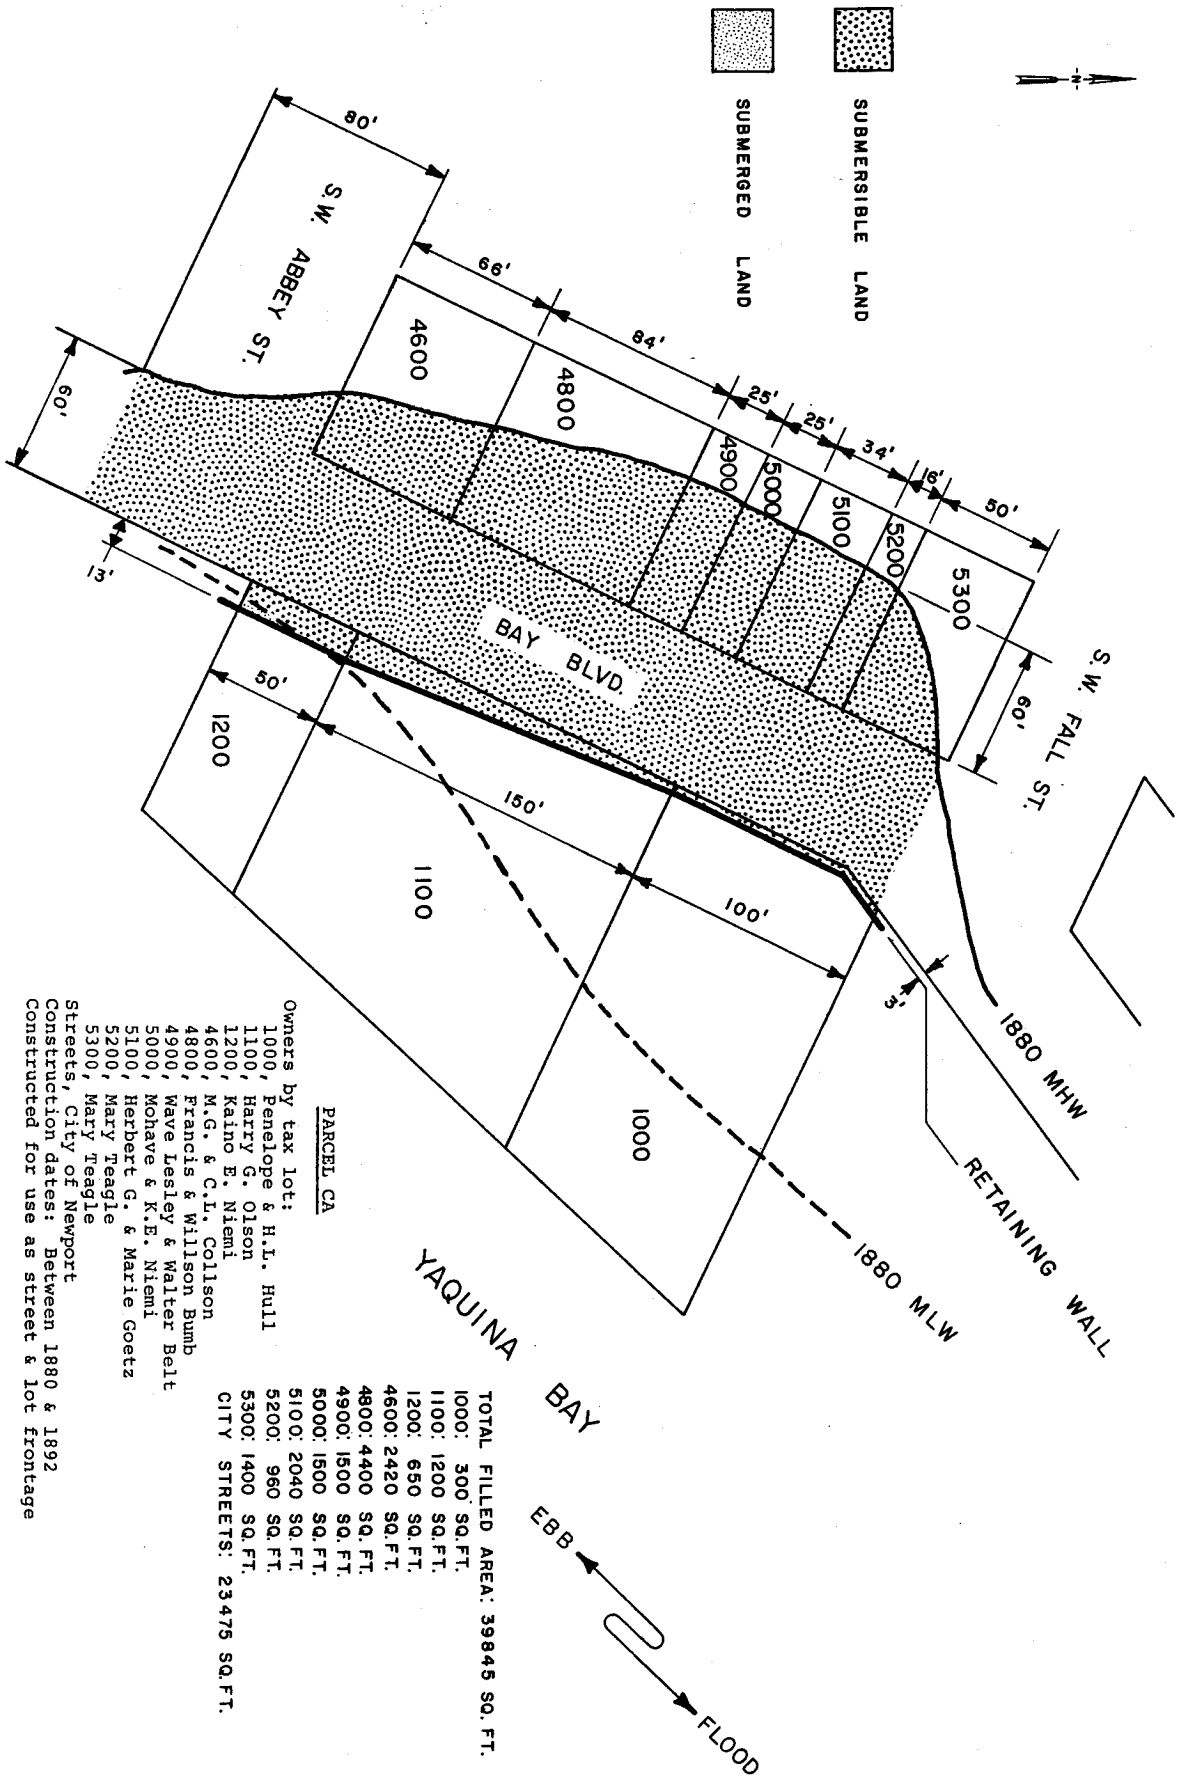 N
SUBMERSIBLE LAND
SUBMERGED LAND
80'
S.W. ABBEY ST.
66'
84'
25'
25'
34'
16'
50'
60'
4600
4800
4900
5000
5100
5200
5300
S.W. FALL ST.
60'
13'
BAY BLVD.
50'
150'
100'
3'
1200
1100
1000
1880 MHW
RETAINING WALL
1880 MLW
YAQUINA BAY
EBB
FLOOD
PARCEL CA
Owners by tax lot:
1000, Penelope & H.L. Hull
1100, Harry G. Olson
1200, Kaino E. Niemi
4600, M.G. & C.L. Collson
4800, Francis & Willson Bumb
4900, Wave Lesley & Walter Belt
5000, Mohave & K.E. Niemi
5100, Herbert G. & Marie Goetz
5200, Mary Teagle
5300, Mary Teagle
Streets, City of Newport
Construction dates: Between 1880 & 1892
Constructed for use as street & lot frontage
TOTAL FILLED AREA: 39845 SQ. FT.
1000: 300 SQ.FT.
1100: 1200 SQ.FT.
1200: 650 SQ.FT.
4600: 2420 SQ.FT.
4800: 4400 SQ.FT.
4900: 1500 SQ.FT.
5000: 1500 SQ.FT.
5100: 2040 SQ.FT.
5200: 960 SQ.FT.
5300: 1400 SQ.FT.
CITY STREETS: 23475 SQ.FT.